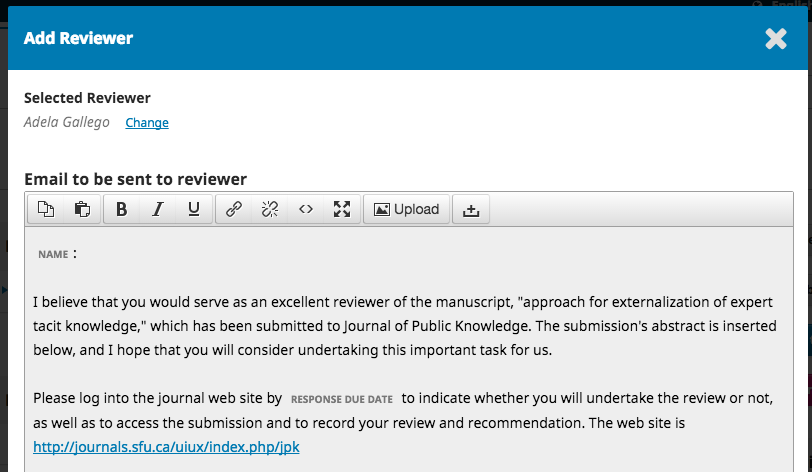 English
Add Reviewer
Selected Reviewer
Adela Gallego Change
Email to be sent to reviewer
B I U Upload
NAME :
I believe that you would serve as an excellent reviewer of the manuscript, "approach for externalization of expert
tacit knowledge," which has been submitted to Journal of Public Knowledge. The submission's abstract is inserted
below, and I hope that you will consider undertaking this important task for us.
Please log into the journal web site by RESPONSE DUE DATE to indicate whether you will undertake the review or not,
as well as to access the submission and to record your review and recommendation. The web site is
http://journals.sfu.ca/uiux/index.php/jpk